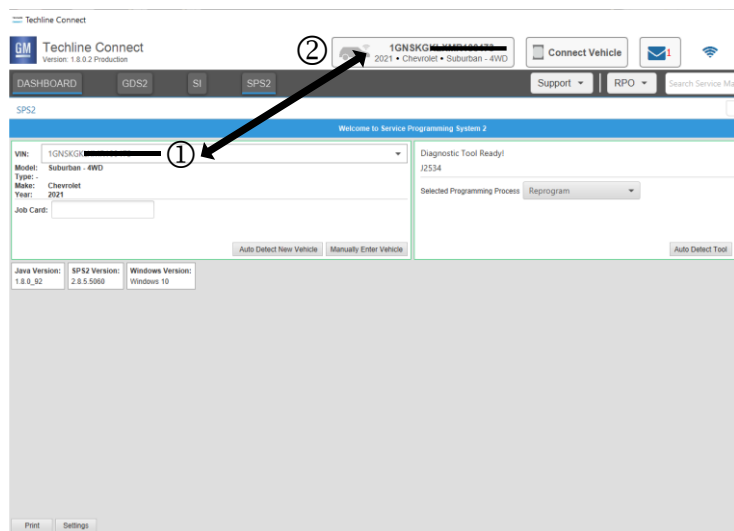 Techline Connect
GM
Techline Connect
Version: 1.8.0.2 Production
②
1GNSKG
2021 • Chevrolet • Suburban - 4WD
Connect Vehicle
1
DASHBOARD GDS2 SI SPS2
Support RPO Search Service Ma
SPS2
Welcome to Service Programming System 2
VIN: 1GNSKGK
①
Model: Suburban - 4WD
Type: -
Make: Chevrolet
Year: 2021
Job Card:
Auto Detect New Vehicle Manually Enter Vehicle
Diagnostic Tool Ready!
J2534
Selected Programming Process Reprogram
Auto Detect Tool
Java Version: SPS2 Version: Windows Version:
1.8.0_92 2.8.5.5060 Windows 10
Print Settings